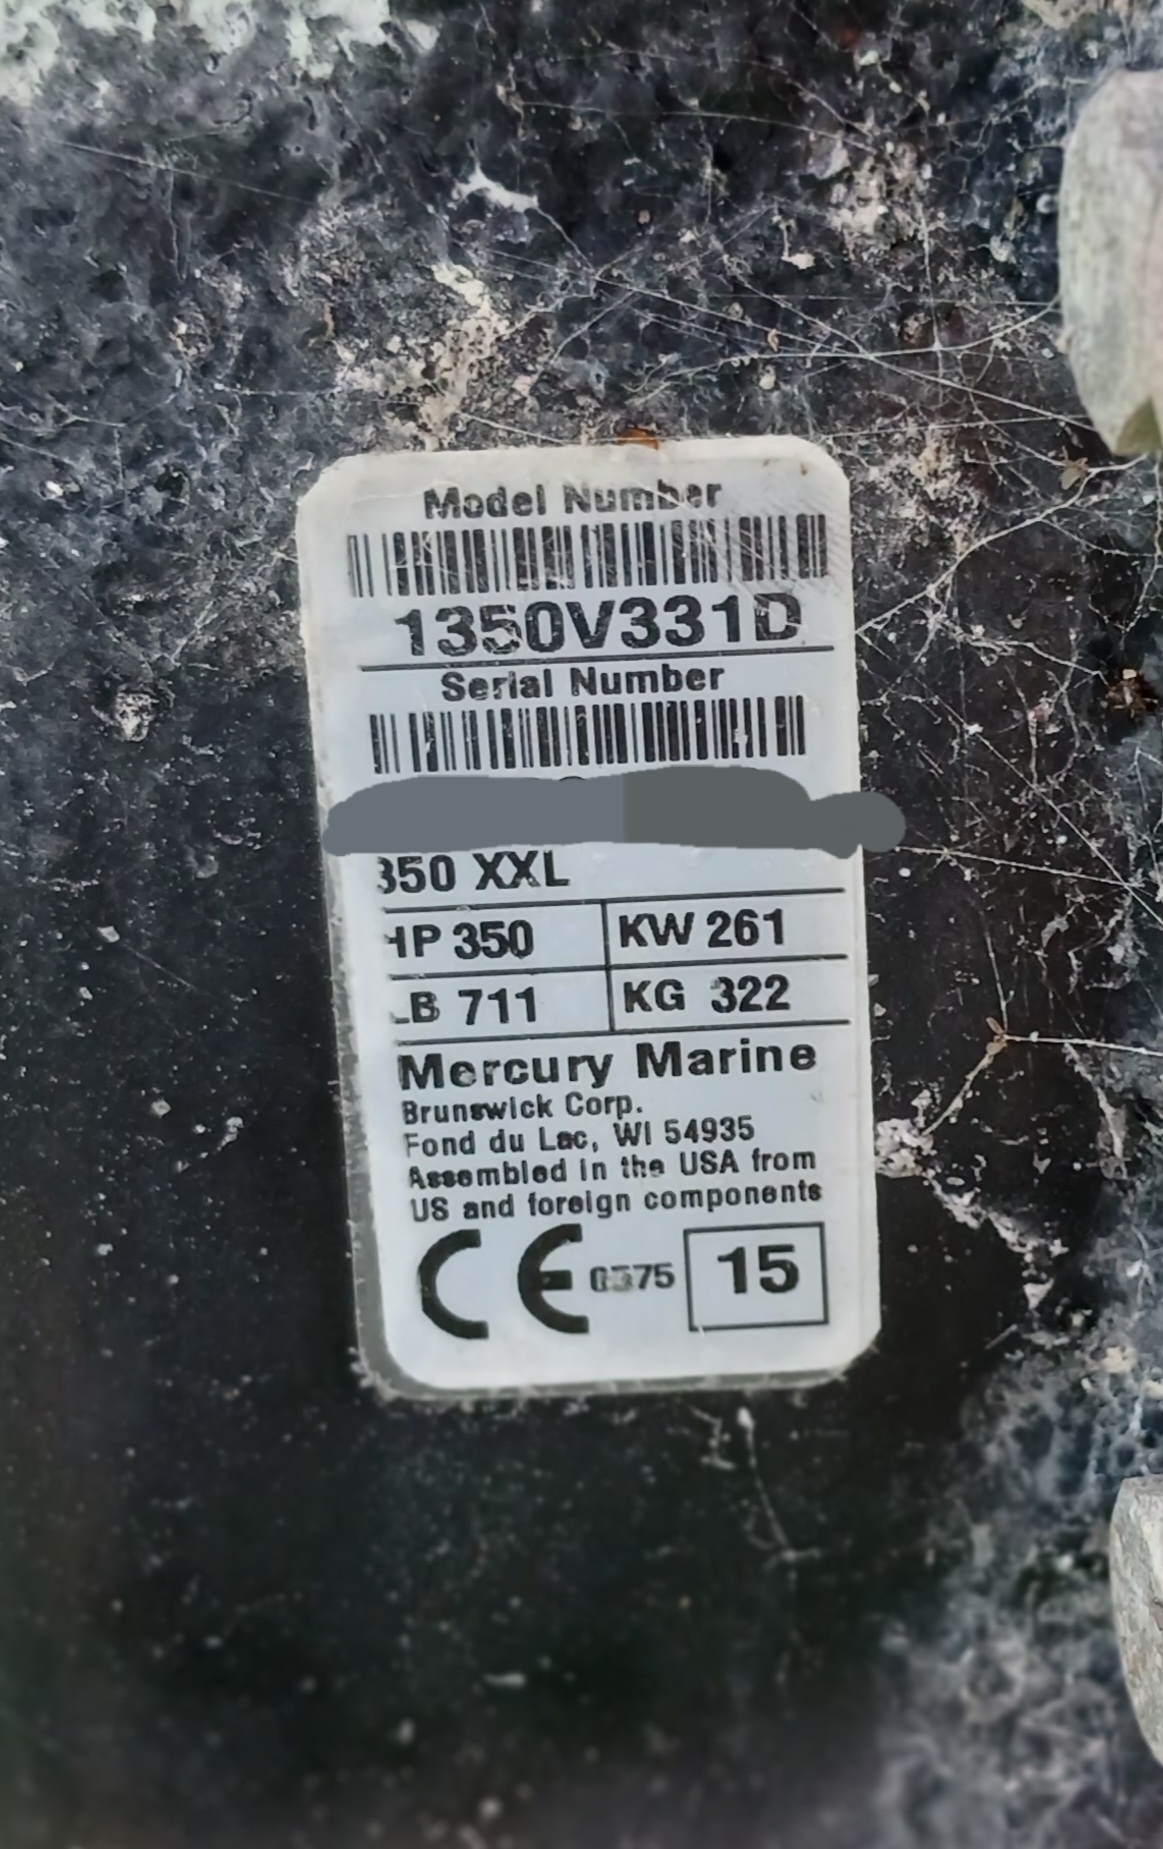 Model Number
1350V331D
Serial Number
350 XXL
HP 350 KW 261
LB 711 KG 322
Mercury Marine
Brunswick Corp.
Fond du Lac, WI 54935
Assembled in the USA from
US and foreign components
CE 0575 15